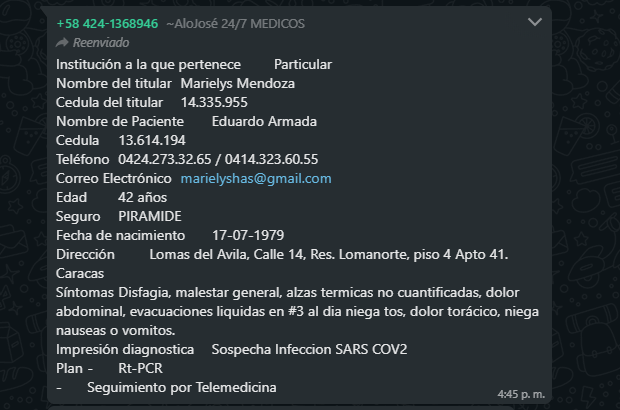 +58 424-1368946 ~AloJosé 24/7 MEDICOS
Reenviado
Institución a la que pertenece Particular
Nombre del titular Marielys Mendoza
Cedula del titular 14.335.955
Nombre de Paciente Eduardo Armada
Cedula 13.614.194
Teléfono 0424.273.32.65 / 0414.323.60.55
Correo Electrónico marielyshas@gmail.com
Edad 42 años
Seguro PIRAMIDE
Fecha de nacimiento 17-07-1979
Dirección Lomas del Avila, Calle 14, Res. Lomanorte, piso 4 Apto 41.
Caracas
Síntomas Disfagia, malestar general, alzas termicas no cuantificadas, dolor
abdominal, evacuaciones liquidas en #3 al dia niega tos, dolor torácico, niega
nauseas o vomitos.
Impresión diagnostica Sospecha Infeccion SARS COV2
Plan - Rt-PCR
- Seguimiento por Telemedicina
4:45 p. m.